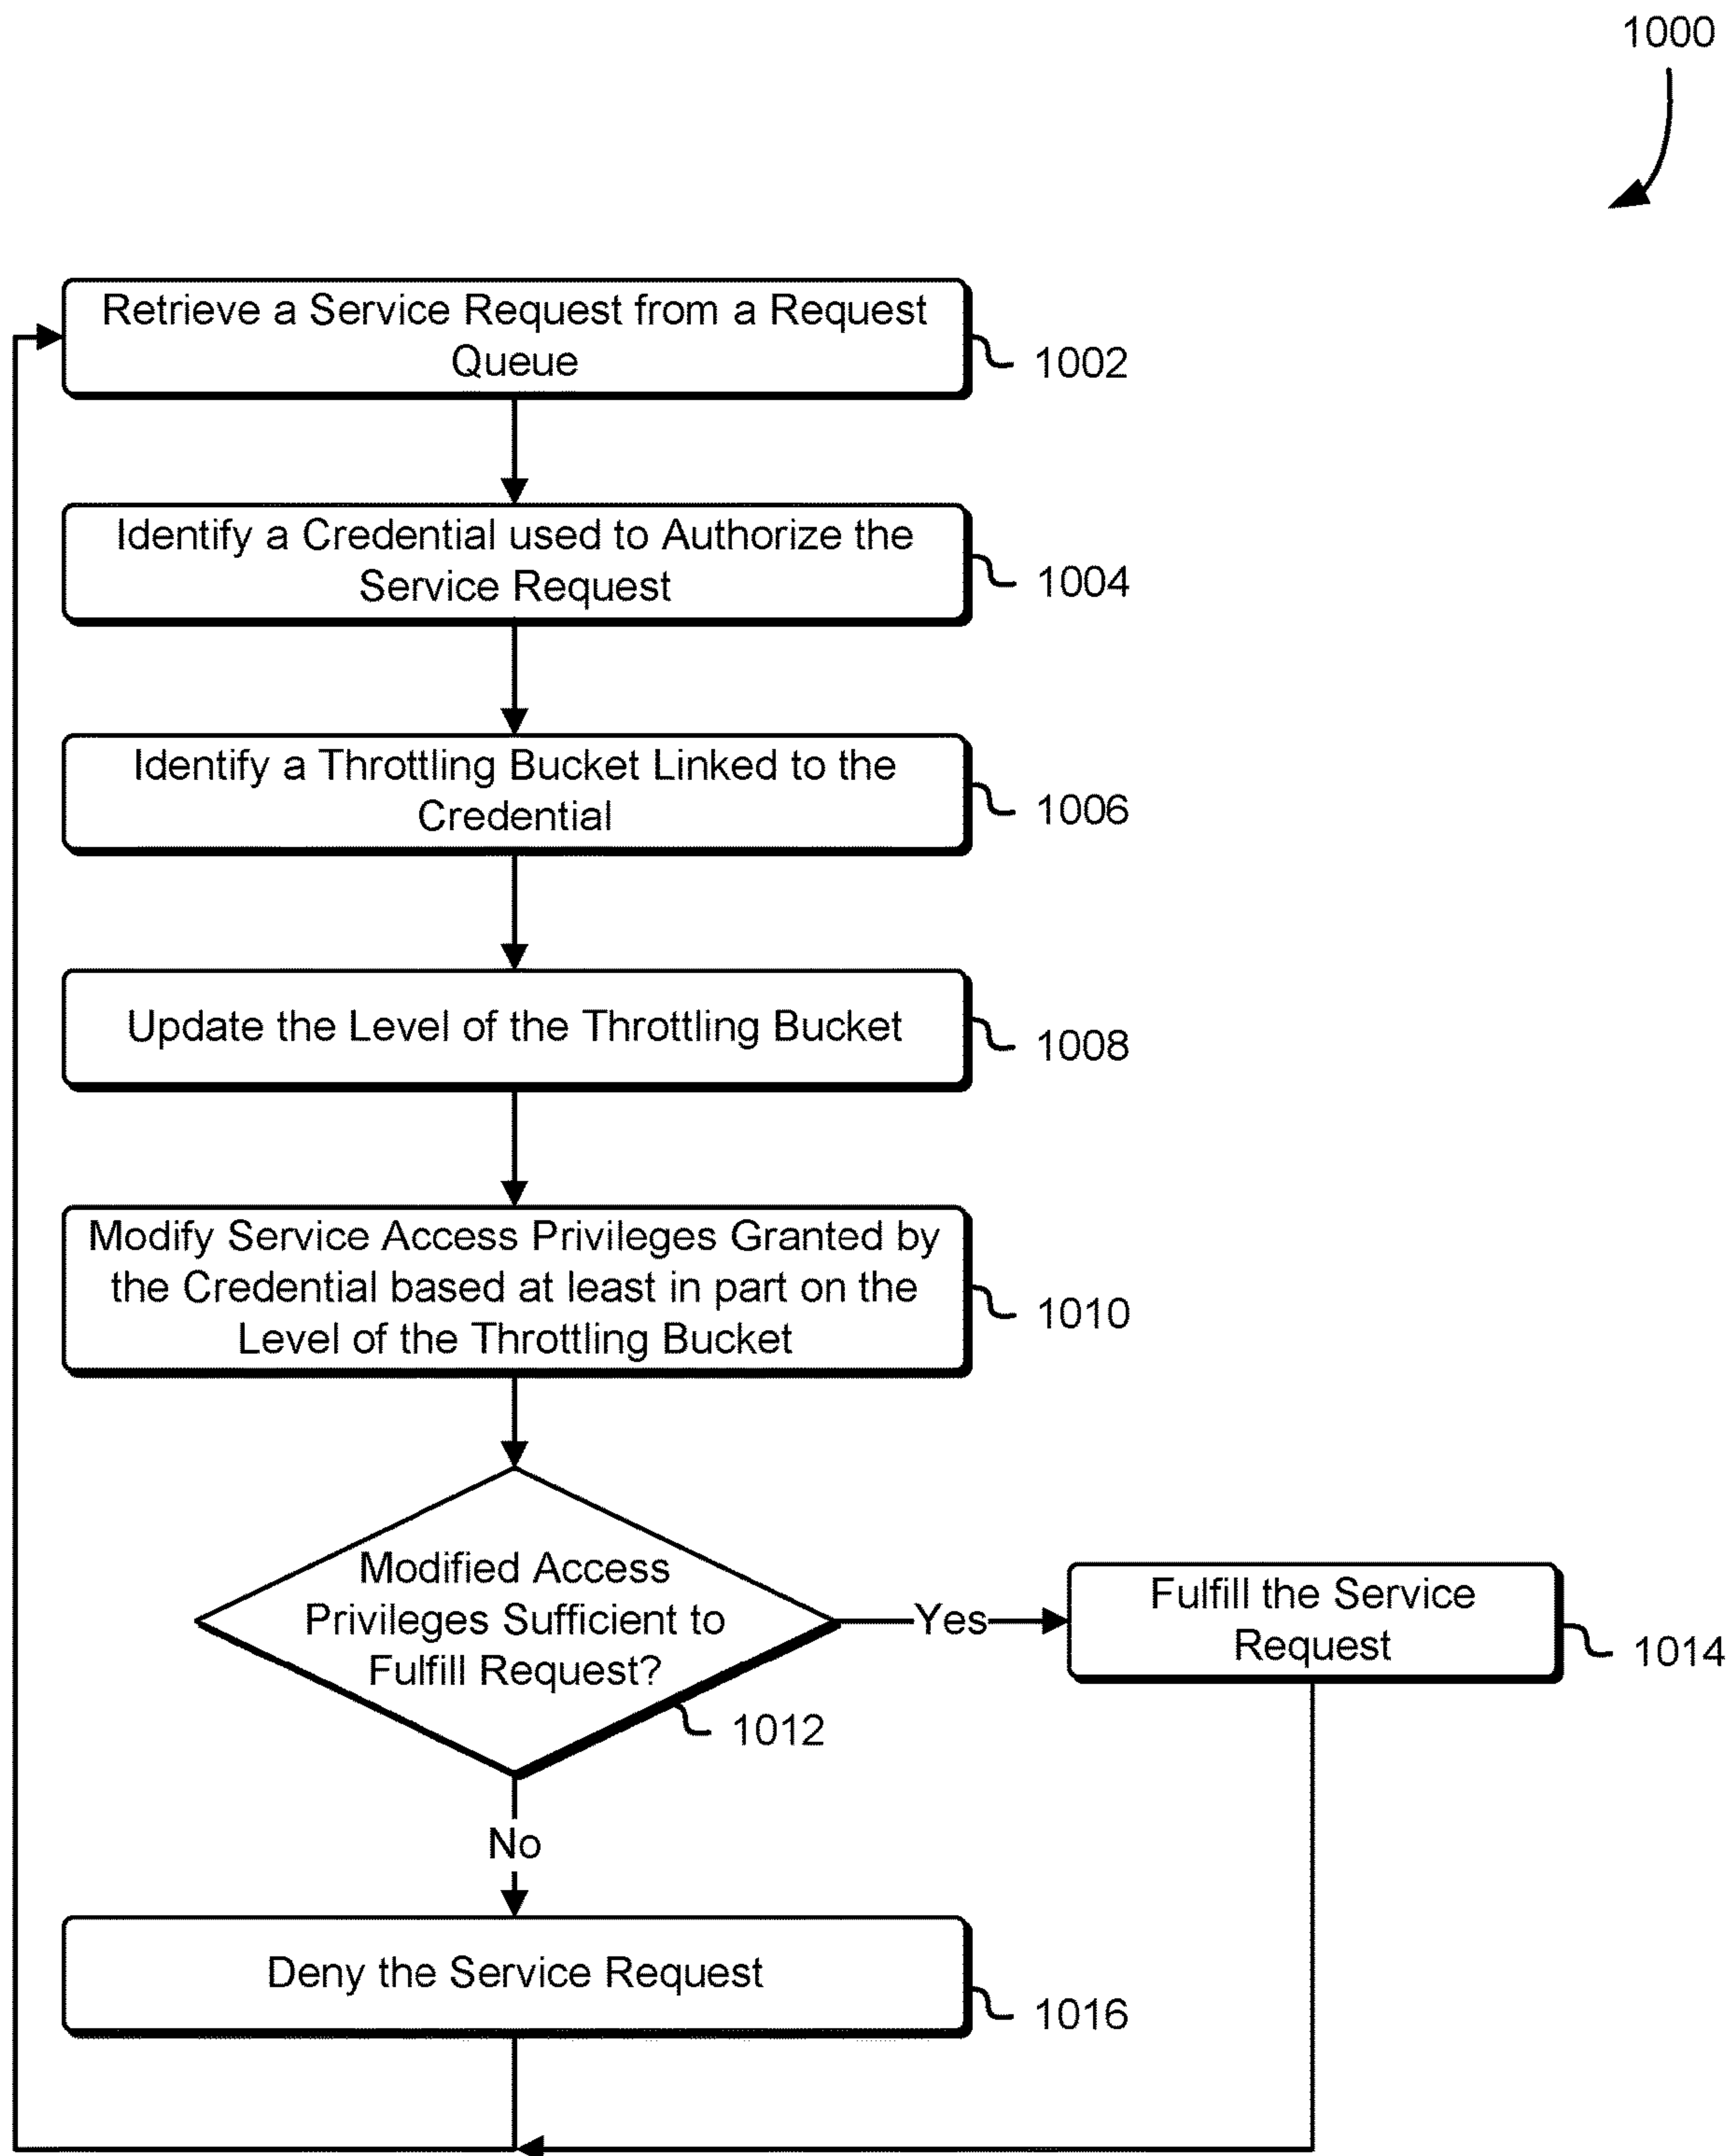 1000
Retrieve a Service Request from a Request
Queue
1002
Identify a Credential used to Authorize the
Service Request
1004
Identify a Throttling Bucket Linked to the
Credential
1006
Update the Level of the Throttling Bucket
1008
Modify Service Access Privileges Granted by
the Credential based at least in part on the
Level of the Throttling Bucket
1010
Modified Access
Privileges Sufficient to
Fulfill Request?
1012
Yes
Fulfill the Service
Request
1014
No
Deny the Service Request
1016